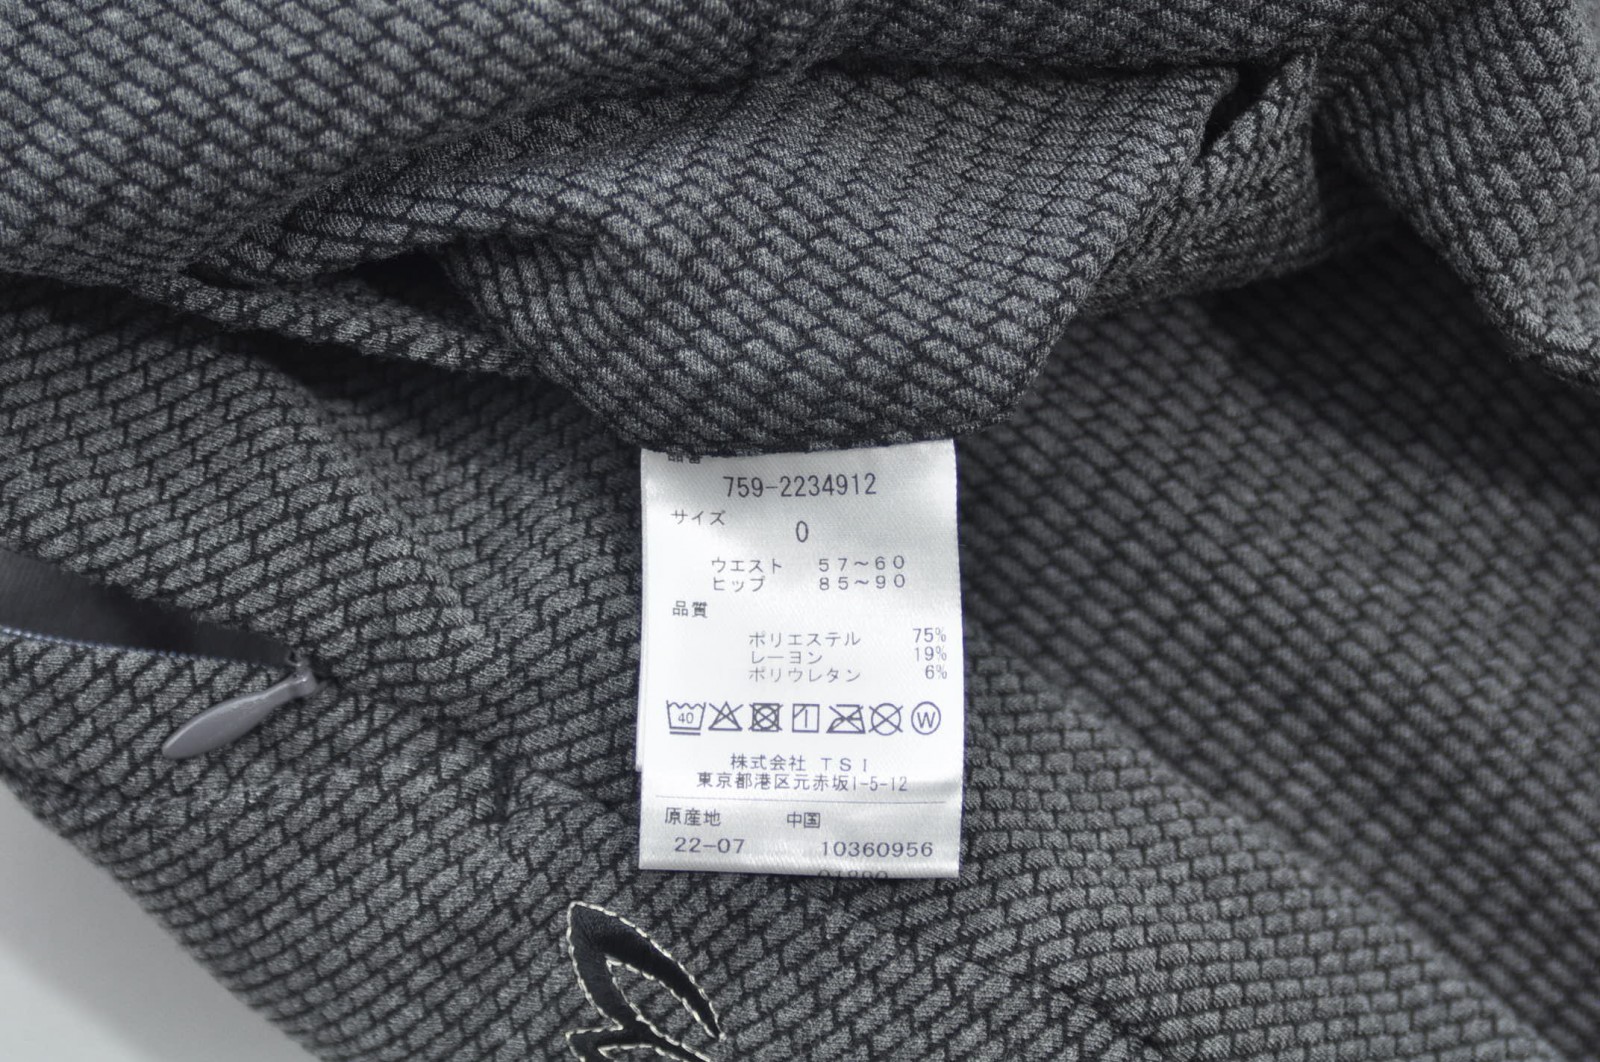 759-2234912
サイズ
0
ウエスト 57～60
ヒップ 85～90
品質
ポリエステル 75%
レーヨン 19%
ポリウレタン 6%
40 W
株式会社 TSI
東京都港区元赤坂1-5-12
原産地 中国
22-07 10360956